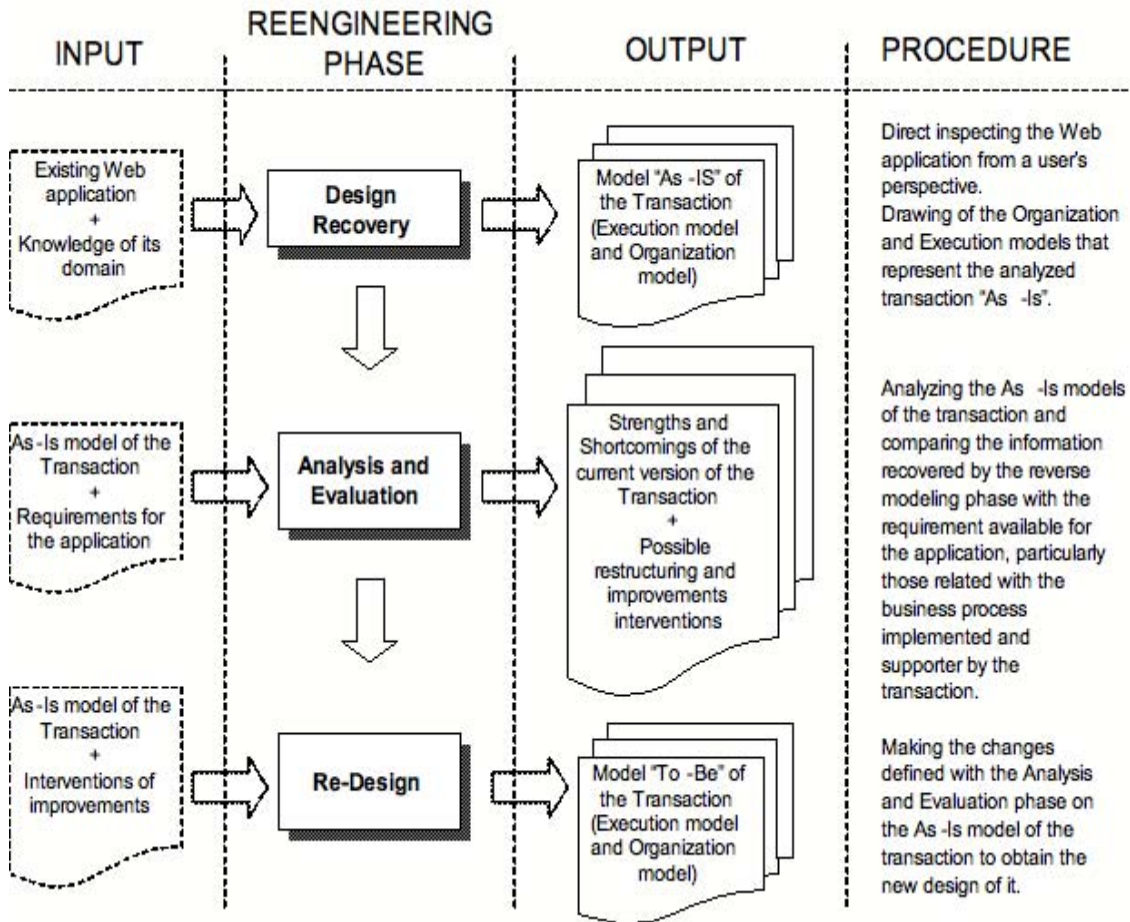 INPUT
REENGINEERING
PHASE
OUTPUT
PROCEDURE
Existing Web
application
+
Knowledge of its
domain
Design
Recovery
Model "As -IS" of
the Transaction
(Execution model
and Organization
model)
Direct inspecting the Web
application from a user's
perspective.
Drawing of the Organization
and Execution models that
represent the analyzed
transaction "As -Is".
As -Is model of the
Transaction
+
Requirements for
the application
Analysis and
Evaluation
Strengths and
Shortcomings of the
current version of the
Transaction
+
Possible
restructuring and
improvements
interventions
Analyzing the As -Is models
of the transaction and
comparing the information
recovered by the reverse
modeling phase with the
requirement available for
the application, particularly
those related with the
business process
implemented and
supporter by the
transaction.
As -Is model of the
Transaction
+
Interventions of
improvements
Re-Design
Model "To -Be" of
the Transaction
(Execution model
and Organization
model)
Making the changes
defined with the Analysis
and Evaluation phase on
the As -Is model of the
transaction to obtain the
new design of it.